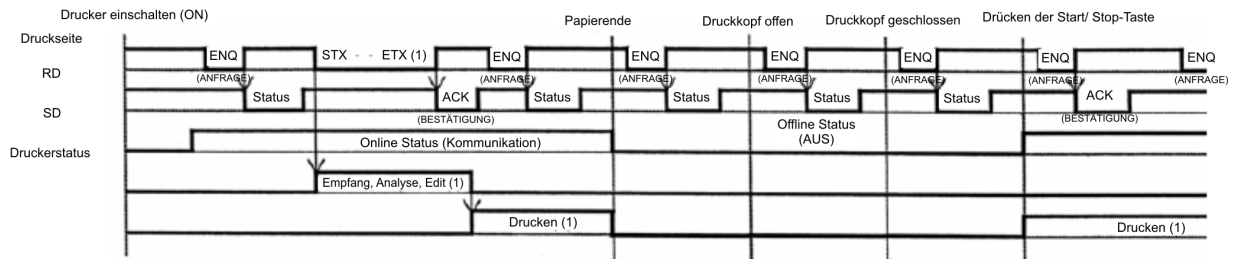 Drucker einschalten (ON)
Papierende
Druckkopf offen
Druckkopf geschlossen
Drücken der Start/ Stop-Taste
Druckseite
RD
ENQ
STX - - ETX (1)
ENQ
ENQ
ENQ
ENQ
ENQ
ENQ
(ANFRAGE)
(ANFRAGE)
(ANFRAGE)
(ANFRAGE)
(ANFRAGE)
(ANFRAGE)
(ANFRAGE)
SD
Status
ACK
Status
Status
Status
Status
ACK
(BESTÄTIGUNG)
(BESTÄTIGUNG)
Druckerstatus
Online Status (Kommunikation)
Offline Status
(AUS)
Empfang, Analyse, Edit (1)
Drucken (1)
Drucken (1)